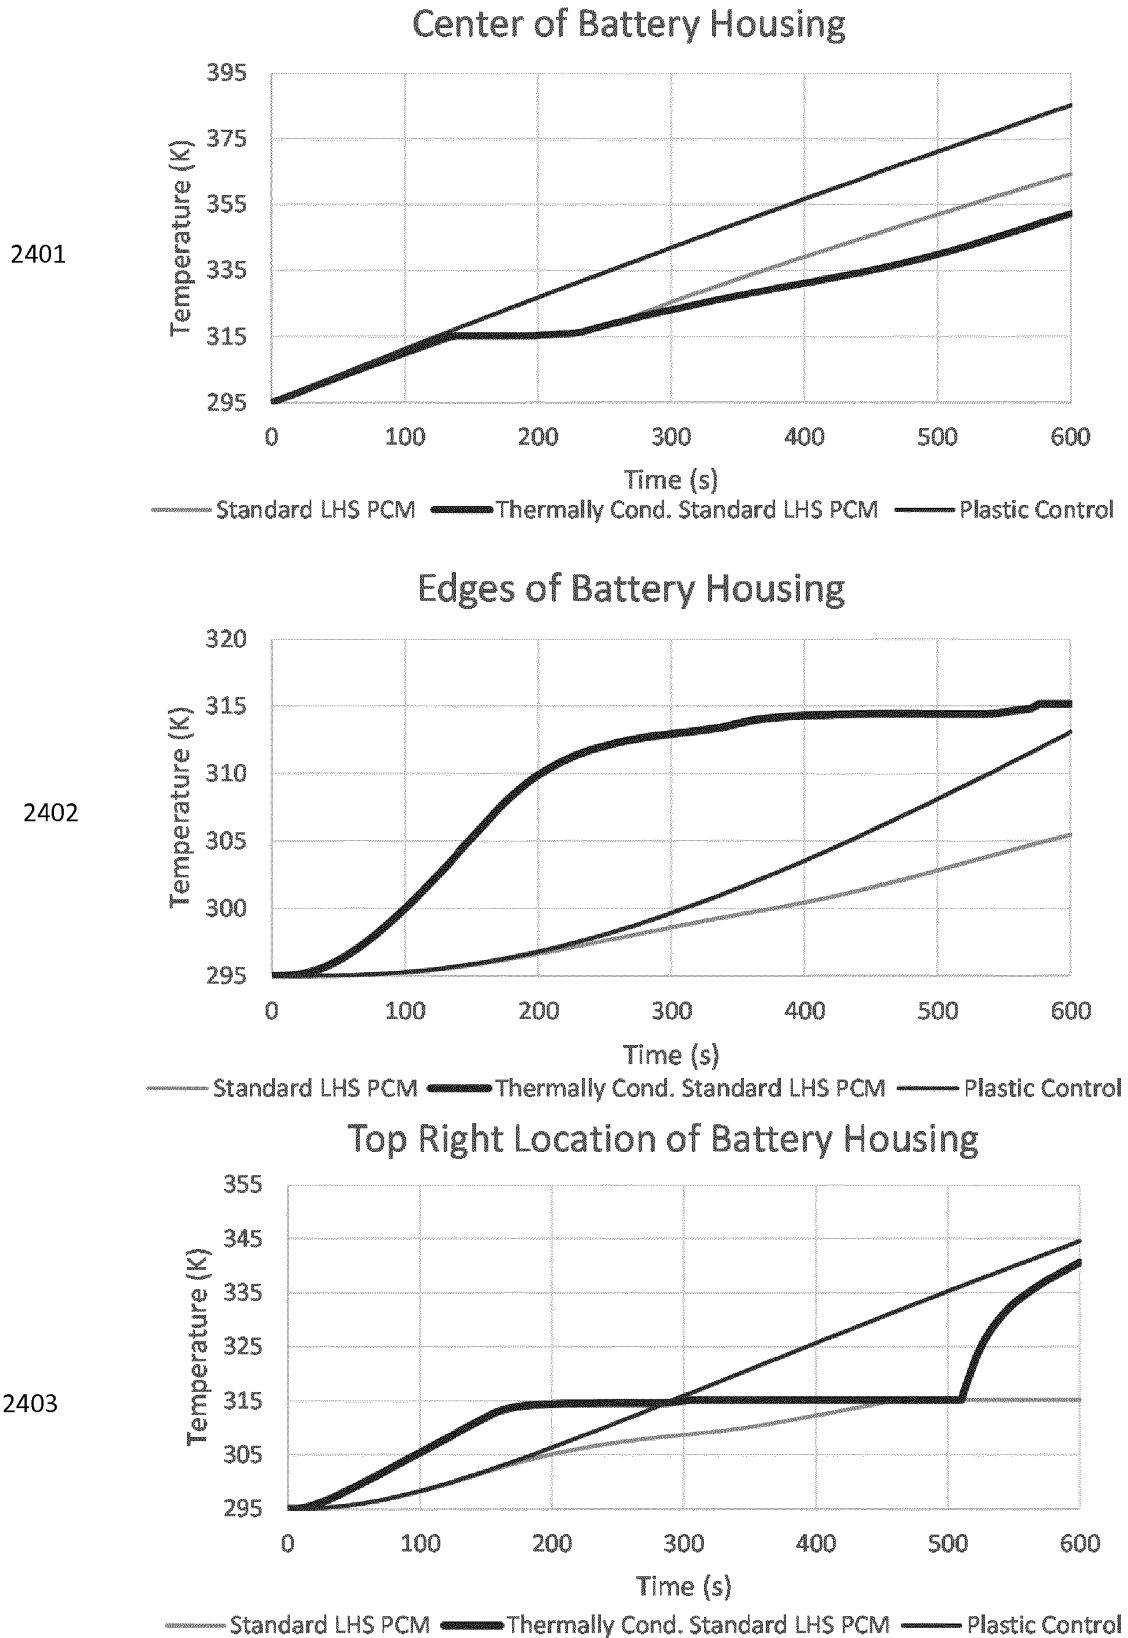 Center of Battery Housing
395
375
355
335
315
295
Temperature (K)
2401
0 100 200 300 400 500 600
Time (s)
Standard LHS PCM Thermally Cond. Standard LHS PCM Plastic Control
Edges of Battery Housing
320
315
310
305
300
295
Temperature (K)
2402
0 100 200 300 400 500 600
Time (s)
Standard LHS PCM Thermally Cond. Standard LHS PCM Plastic Control
Top Right Location of Battery Housing
355
345
335
325
315
305
295
Temperature (K)
2403
0 100 200 300 400 500 600
Time (s)
Standard LHS PCM Thermally Cond. Standard LHS PCM Plastic Control